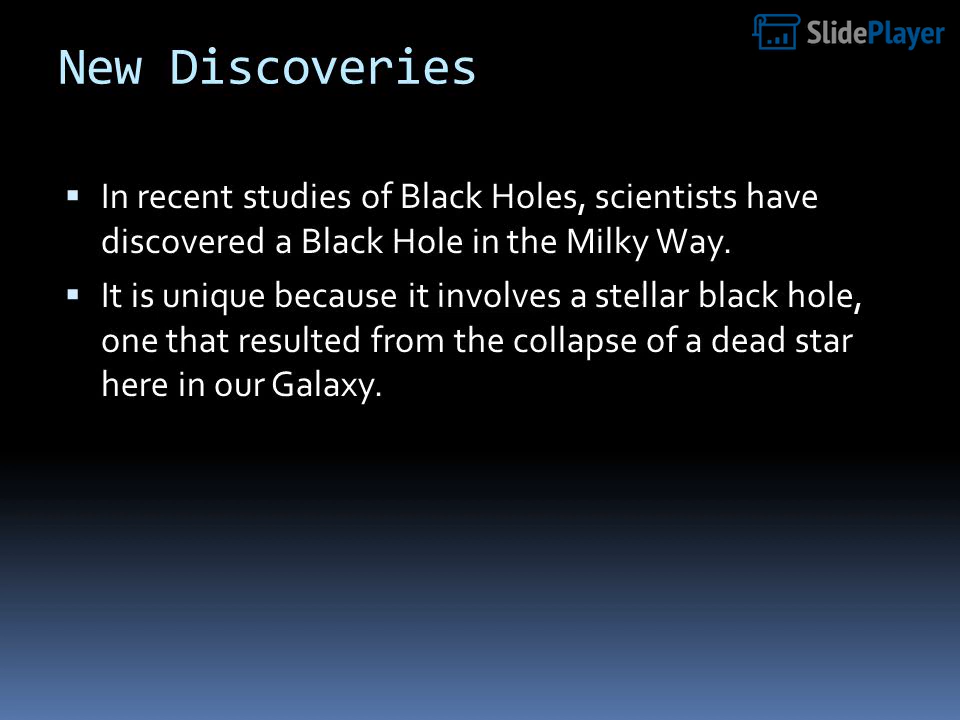 SlidePlayer
New Discoveries
▪ In recent studies of Black Holes, scientists have
discovered a Black Hole in the Milky Way.
▪ It is unique because it involves a stellar black hole,
one that resulted from the collapse of a dead star
here in our Galaxy.